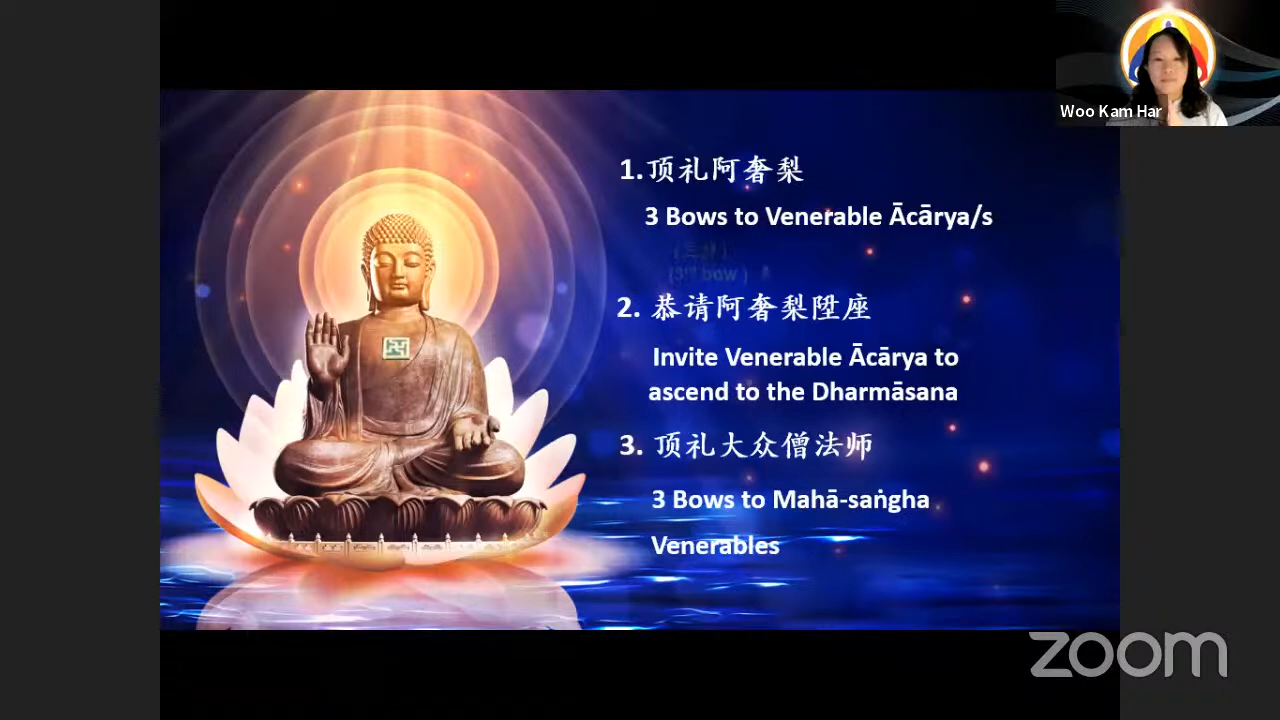 Woo Kam Har
1.顶礼阿奢梨
3 Bows to Venerable Ācārya/s
(3rd bow )
2. 恭请阿奢梨陞座
Invite Venerable Ācārya to
ascend to the Dharmāsana
3. 顶礼大众僧法师
3 Bows to Mahā-saṅgha
Venerables
zoom